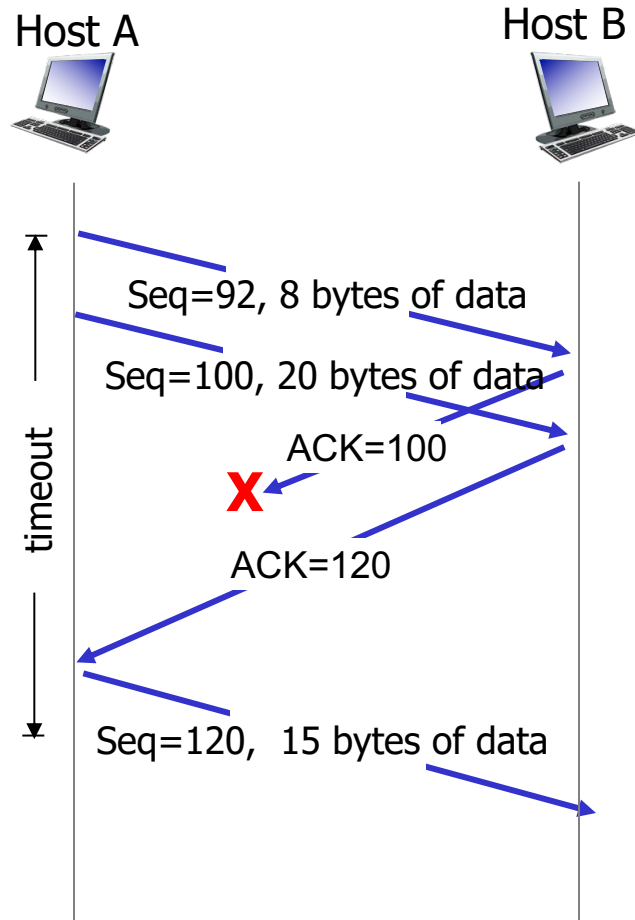 Host A
Host B
Seq=92, 8 bytes of data
Seq=100, 20 bytes of data
ACK=100
X
timeout
ACK=120
Seq=120, 15 bytes of data